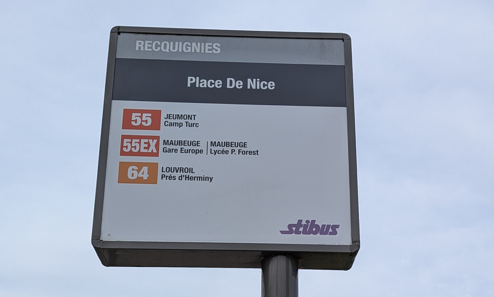 RECQUIGNIES
Place De Nice
55 JEUMONT
Camp Turc
55EX MAUBEUGE MAUBEUGE
Gare Europe Lycée P. Forest
64 LOUVROIL
Prés d'Herminy
stibus